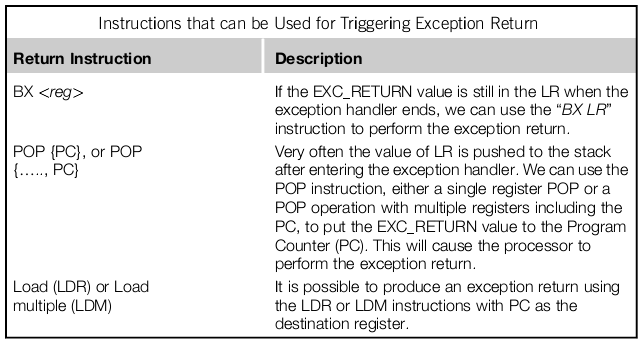 Instructions that can be Used for Triggering Exception Return
Return Instruction
Description
BX <reg>
If the EXC_RETURN value is still in the LR when the
exception handler ends, we can use the “BX LR”
instruction to perform the exception return.
POP {PC}, or POP
{....., PC}
Very often the value of LR is pushed to the stack
after entering the exception handler. We can use the
POP instruction, either a single register POP or a
POP operation with multiple registers including the
PC, to put the EXC_RETURN value to the Program
Counter (PC). This will cause the processor to
perform the exception return.
Load (LDR) or Load
multiple (LDM)
It is possible to produce an exception return using
the LDR or LDM instructions with PC as the
destination register.